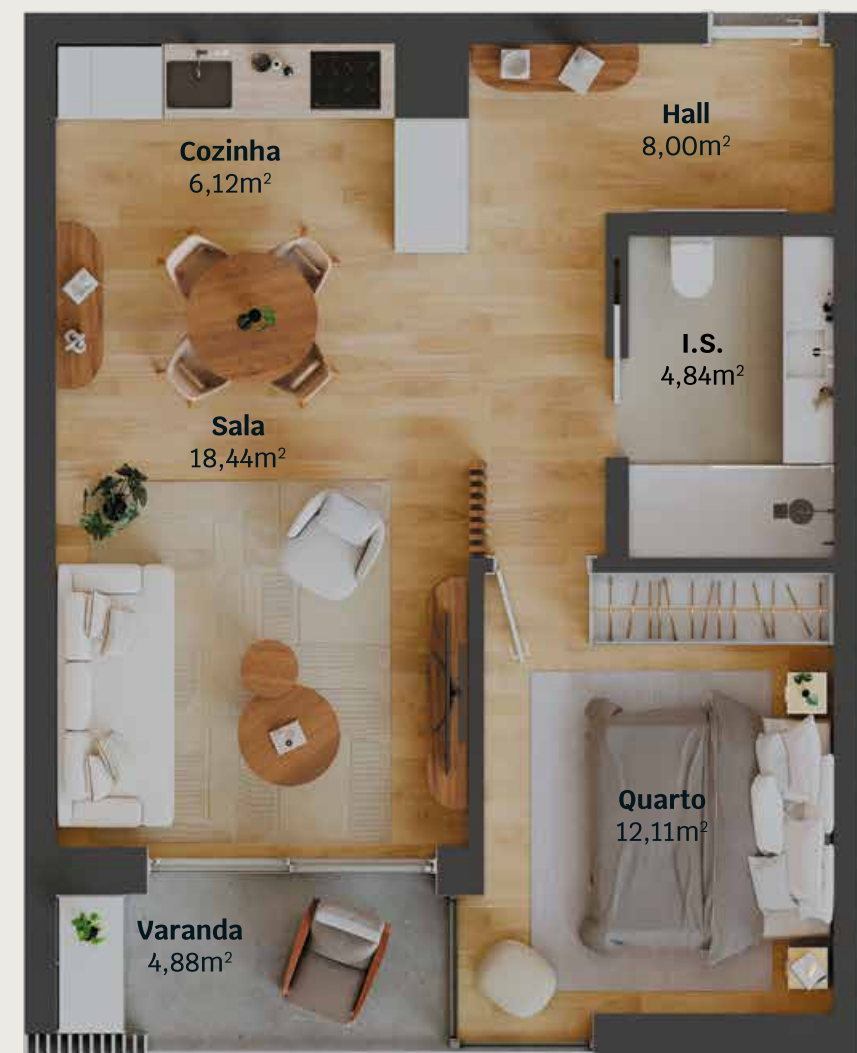 Hall
8,00m²
Cozinha
6,12m²
I.S.
4,84m²
Sala
18,44m²
Quarto
12,11m²
Varanda
4,88m²